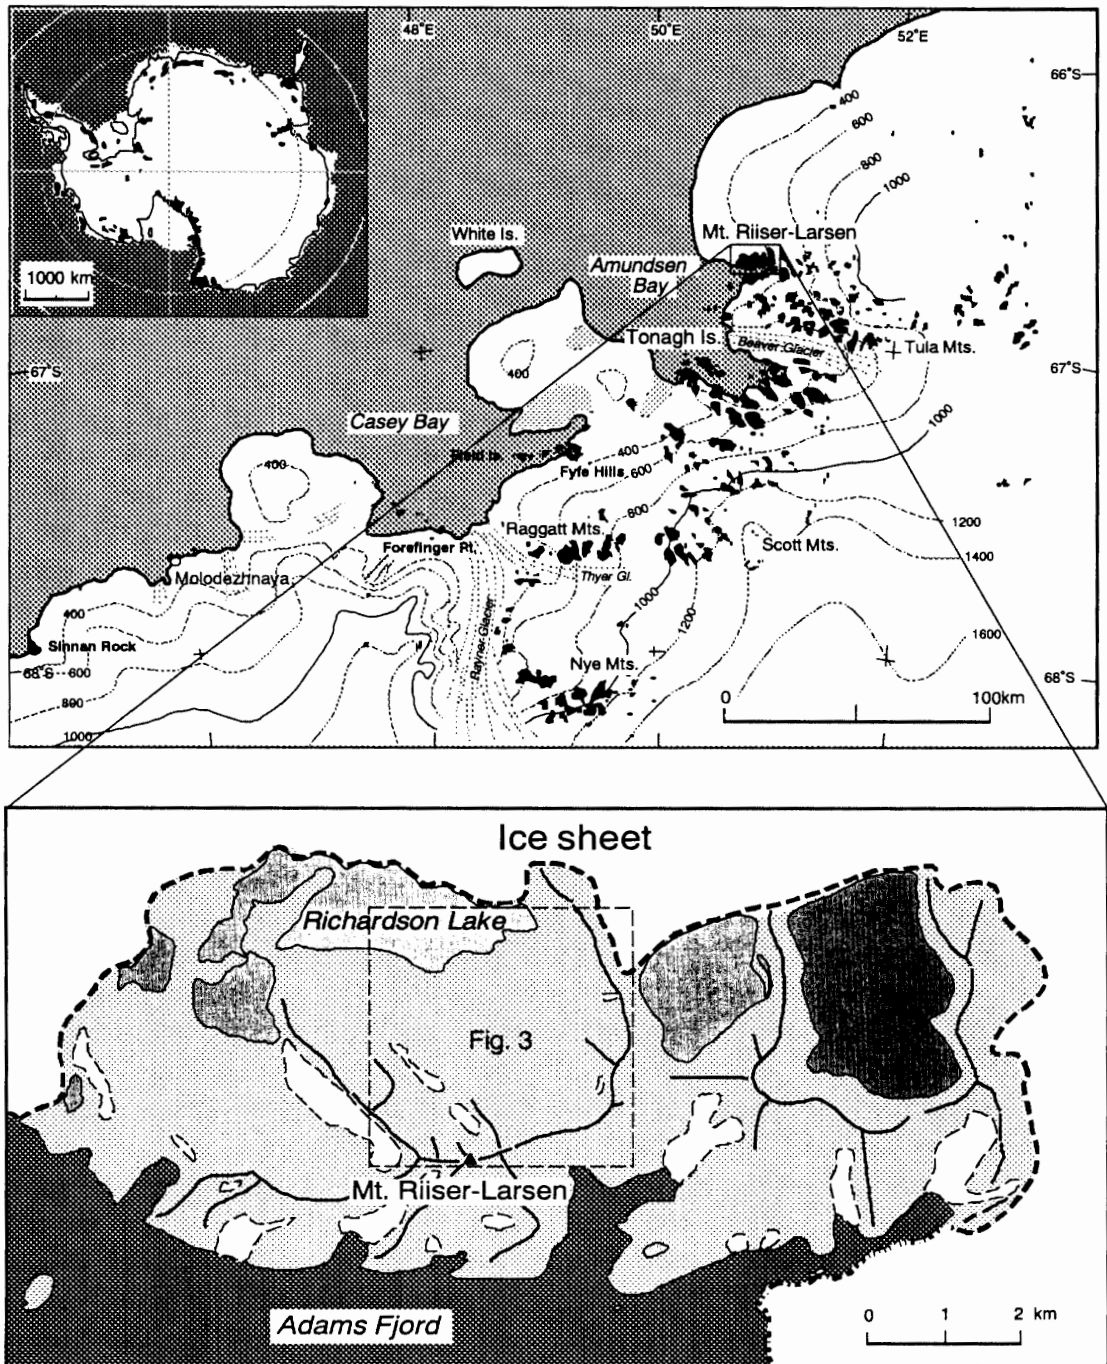 48°E
50°E
52°E
66°S
400
600
800
1000
1000 km
White Is.
Mt. Riiser-Larsen
Amundsen
Bay
Tonagh Is.
Beaver Glacier
Tula Mts.
67°S
67°S
400
Casey Bay
1000
400
400
Fyfe Hills
600
800
Raggatt Mts.
1200
Forefinger Pt.
Scott Mts.
1400
Molodezhnaya
Thyer Gl.
1000
400
1200
Rayner Glacier
1600
Sinnan Rock
Nye Mts.
68°S
600
68°S
800
0 100km
1000
Ice sheet
Richardson Lake
Fig. 3
Mt. Riiser-Larsen
Adams Fjord
0 1 2 km